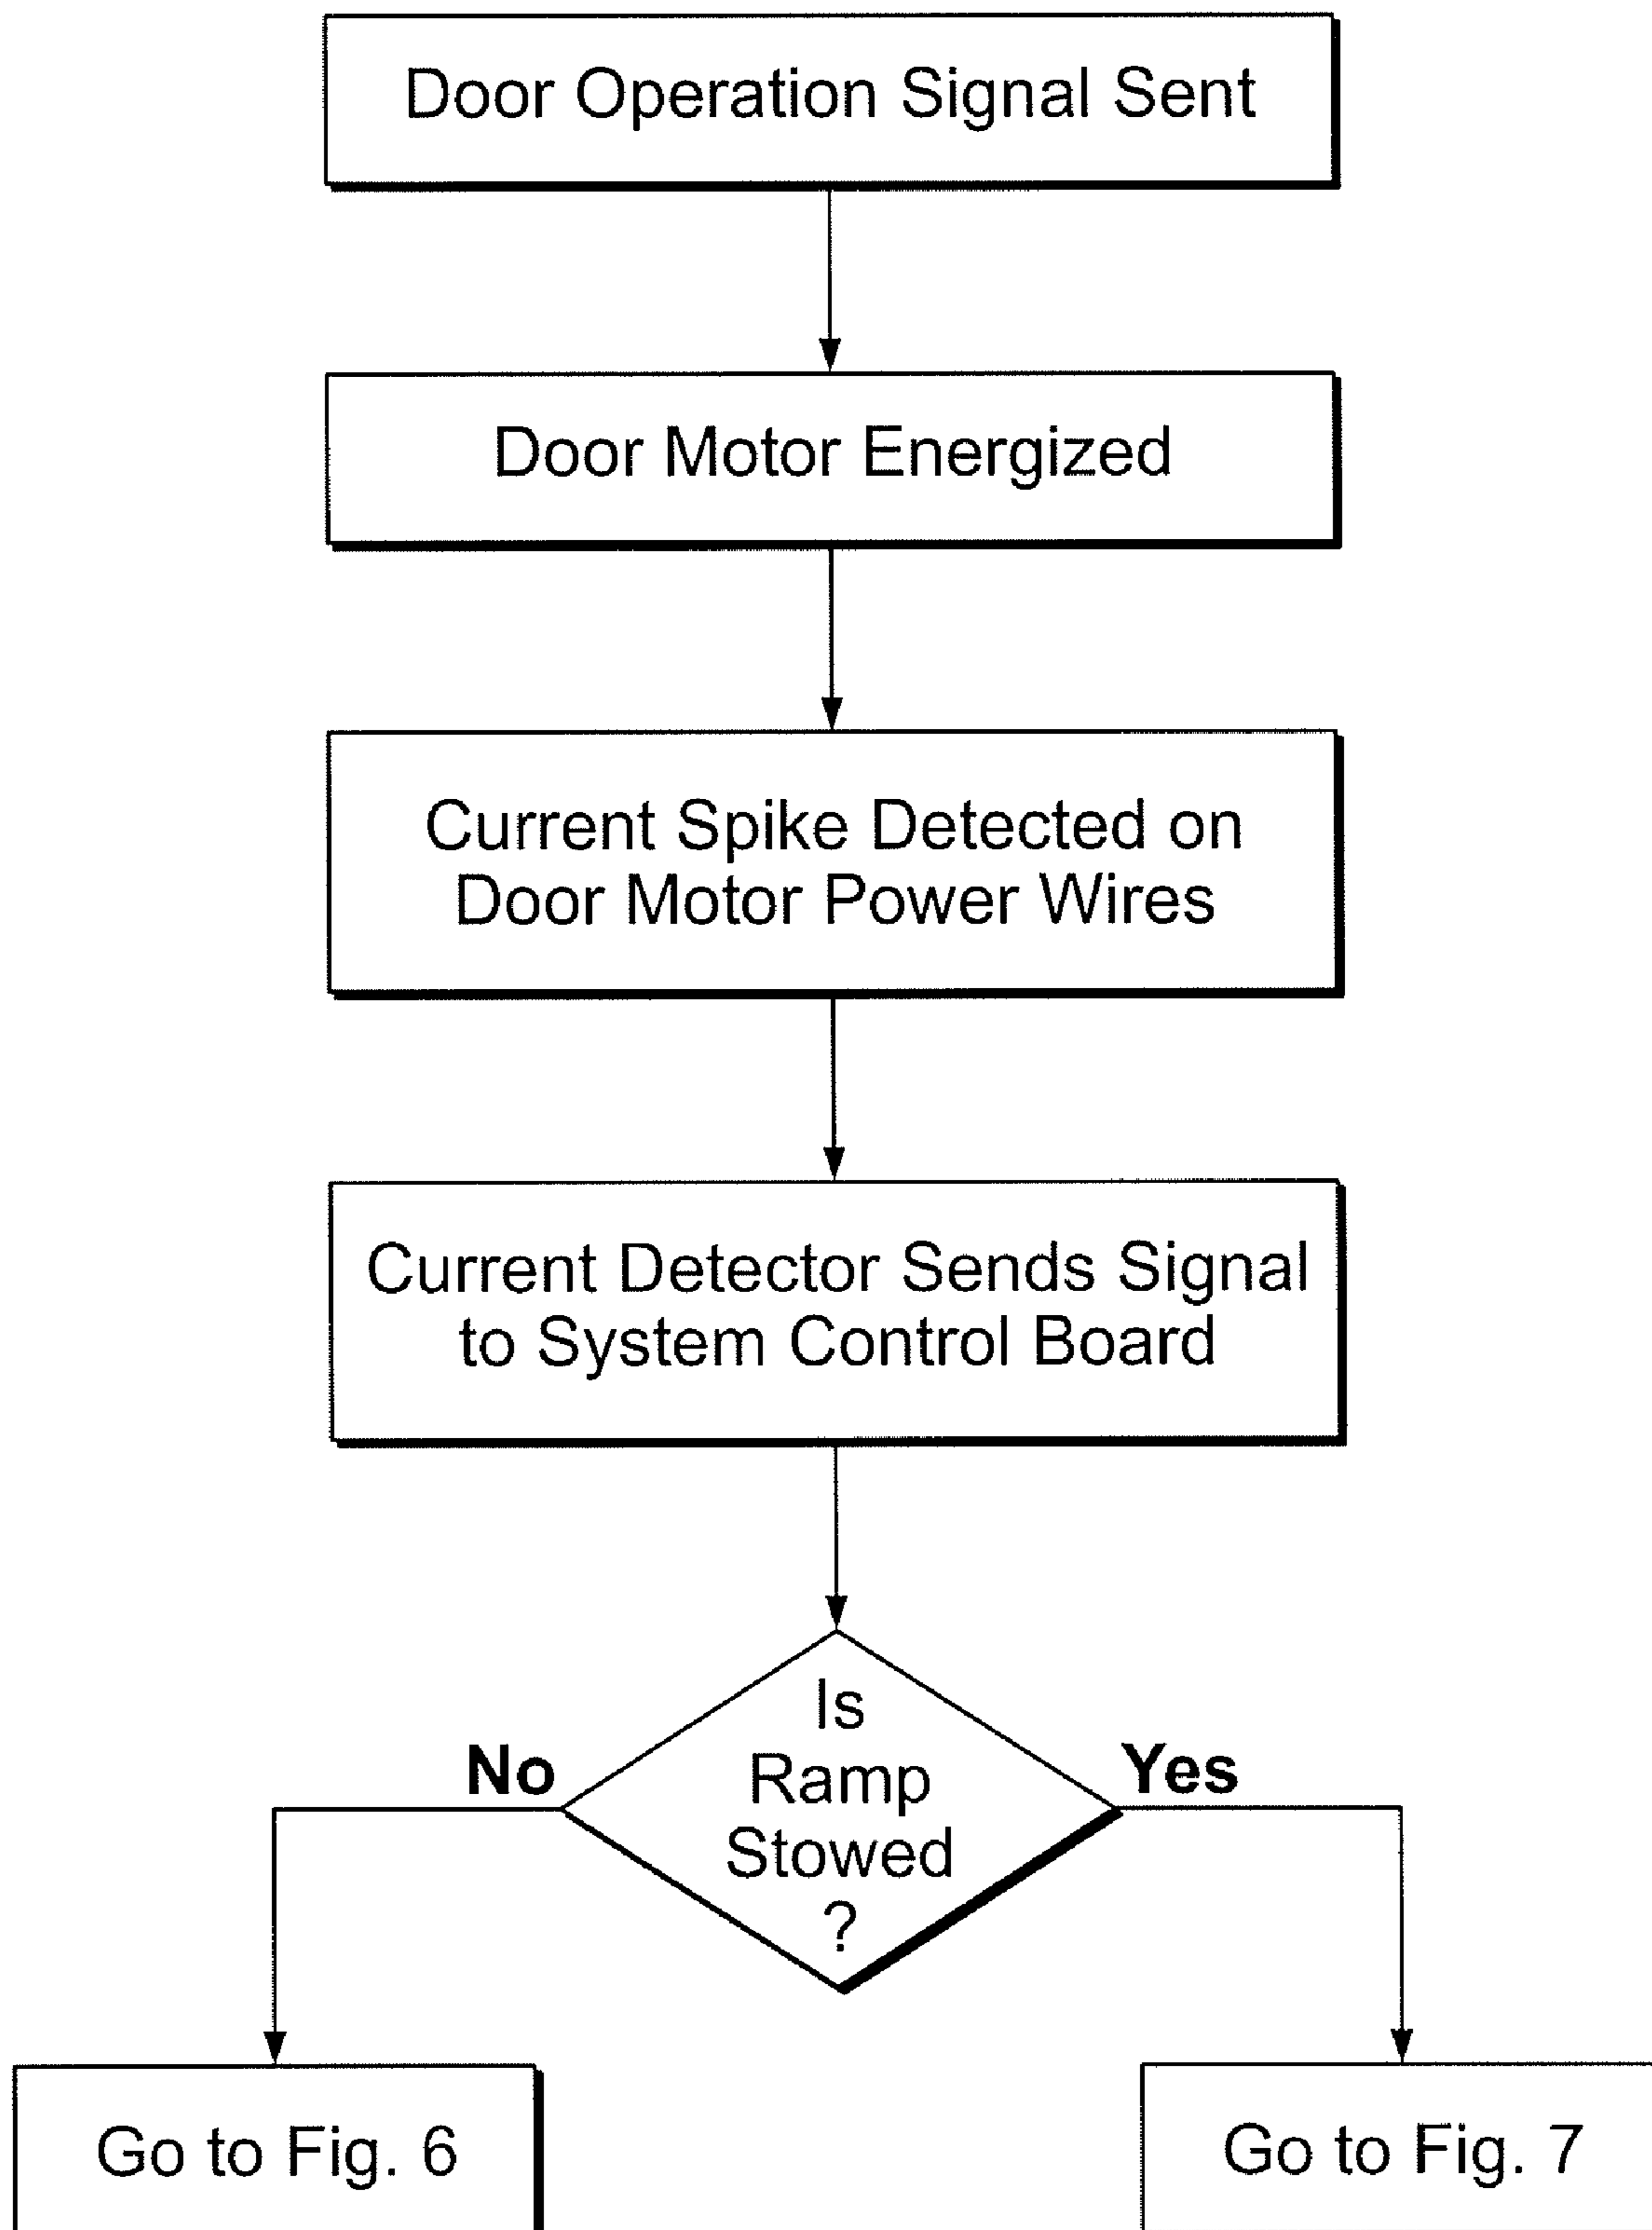 Door Operation Signal Sent
Door Motor Energized
Current Spike Detected on
Door Motor Power Wires
Current Detector Sends Signal
to System Control Board
Is
Ramp
Stowed
?
No
Yes
Go to Fig. 6
Go to Fig. 7